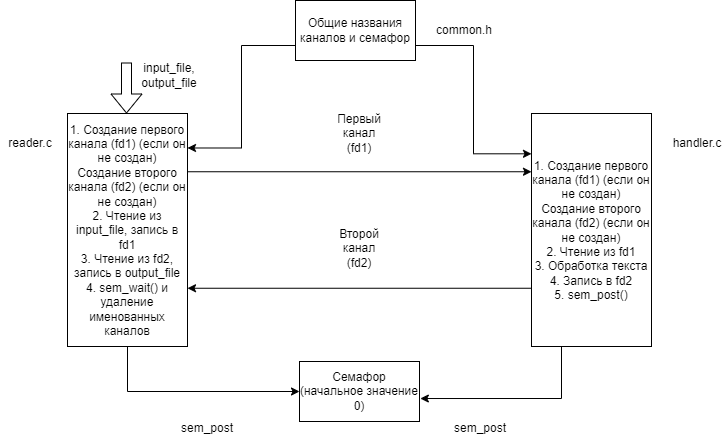 Общие названия
каналов и семафор
common.h
input_file,
output_file
reader.c
1. Создание первого
канала (fd1) (если он
не создан)
Создание второго
канала (fd2) (если он
не создан)
2. Чтение из
input_file, запись в
fd1
3. Чтение из fd2,
запись в output_file
4. sem_wait() и
удаление
именованных
каналов
Первый
канал
(fd1)
Второй
канал
(fd2)
handler.c
1. Создание первого
канала (fd1) (если он
не создан)
Создание второго
канала (fd2) (если он
не создан)
2. Чтение из fd1
3. Обработка текста
4. Запись в fd2
5. sem_post()
Семафор
(начальное значение
0)
sem_post
sem_post